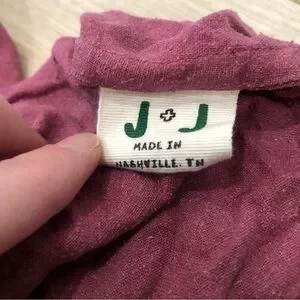 J + J
MADE IN
NASHVILLE, TN